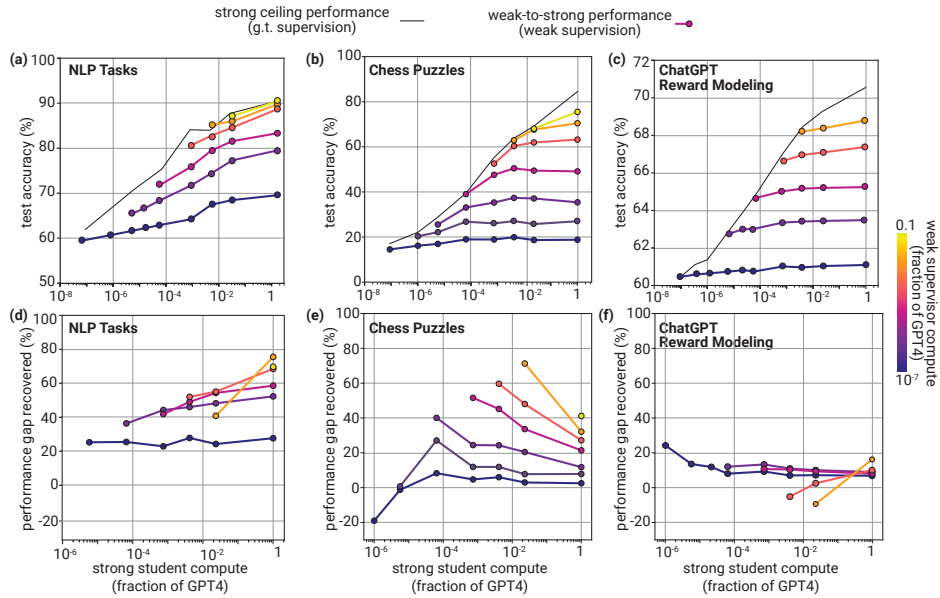 strong ceiling performance
(g.t. supervision)
weak-to-strong performance
(weak supervision)
(a)
NLP Tasks
test accuracy (%)
100
90
80
70
60
50
10-8
10-6
10-4
10-2
1
(b)
Chess Puzzles
test accuracy (%)
100
80
60
40
20
0
10-8
10-6
10-4
10-2
1
(c)
ChatGPT
Reward Modeling
test accuracy (%)
72
70
68
66
64
62
60
10-8
10-6
10-4
10-2
1
0.1
10-7
weak supervisor compute
(fraction of GPT4)
(d)
NLP Tasks
performance gap recovered (%)
100
80
60
40
20
0
-20
10-6
10-4
10-2
1
strong student compute
(fraction of GPT4)
(e)
Chess Puzzles
performance gap recovered (%)
100
80
60
40
20
0
-20
10-6
10-4
10-2
1
strong student compute
(fraction of GPT4)
(f)
ChatGPT
Reward Modeling
performance gap recovered (%)
100
80
60
40
20
0
-20
10-6
10-4
10-2
1
strong student compute
(fraction of GPT4)